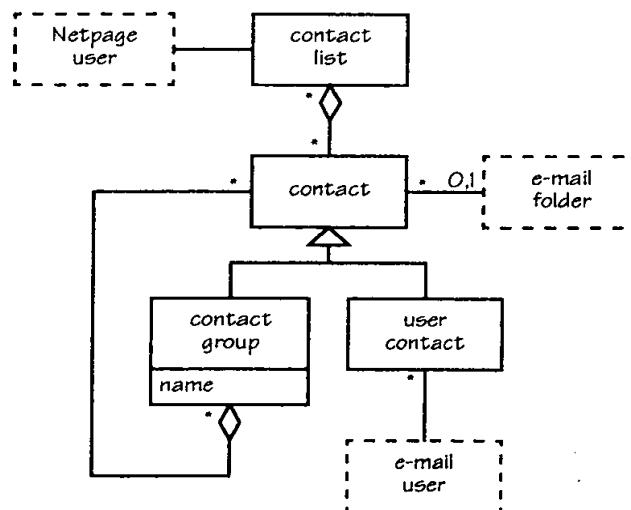 Netpage
user
contact
list
*
*
*
contact
*
0,1
e-mail
folder
contact
group
name
user
contact
*
*
e-mail
user